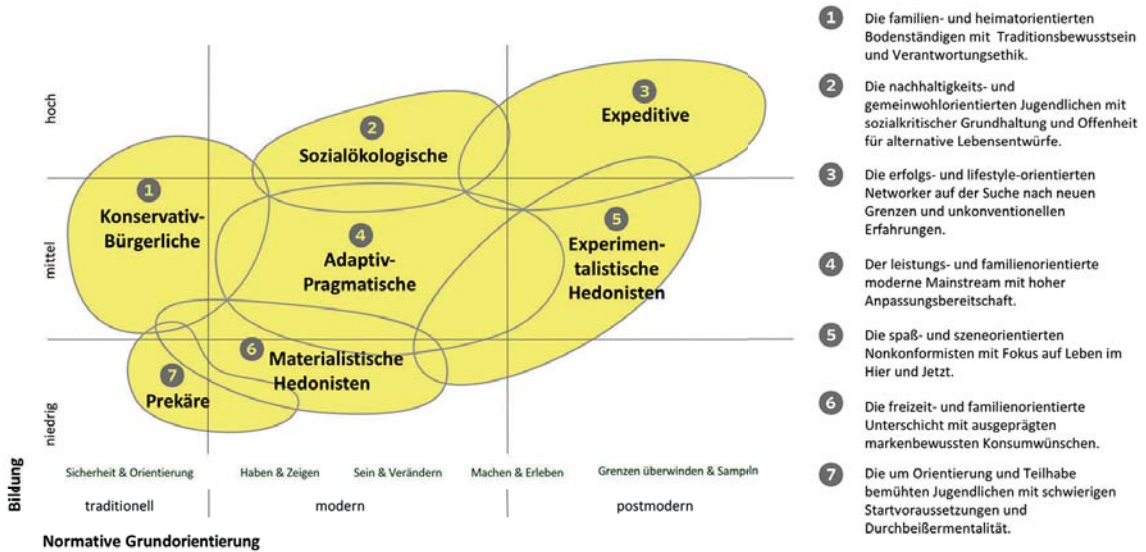 hoch
mittel
niedrig
Bildung
1
Konservativ-
Bürgerliche
2
Sozialökologische
3
Expeditive
4
Adaptiv-
Pragmatische
5
Experimen-
talistische
Hedonisten
6
Materialistische
Hedonisten
7
Prekäre
Sicherheit & Orientierung
Haben & Zeigen
Sein & Verändern
Machen & Erleben
Grenzen überwinden & Sampeln
traditionell
modern
postmodern
Normative Grundorientierung
1
Die familien- und heimatorientierten
Bodenständigen mit Traditionsbewusstsein
und Verantwortungsethik.
2
Die nachhaltigkeits- und
gemeinwohlorientierten Jugendlichen mit
sozialkritischer Grundhaltung und Offenheit
für alternative Lebensentwürfe.
3
Die erfolgs- und lifestyle-orientierten
Networker auf der Suche nach neuen
Grenzen und unkonventionellen
Erfahrungen.
4
Der leistungs- und familienorientierte
moderne Mainstream mit hoher
Anpassungsbereitschaft.
5
Die spaß- und szeneorientierten
Nonkonformisten mit Fokus auf Leben im
Hier und Jetzt.
6
Die freizeit- und familienorientierte
Unterschicht mit ausgeprägten
markenbewussten Konsumwünschen.
7
Die um Orientierung und Teilhabe
bemühten Jugendlichen mit schwierigen
Startvoraussetzungen und
Durchbeißermentalität.